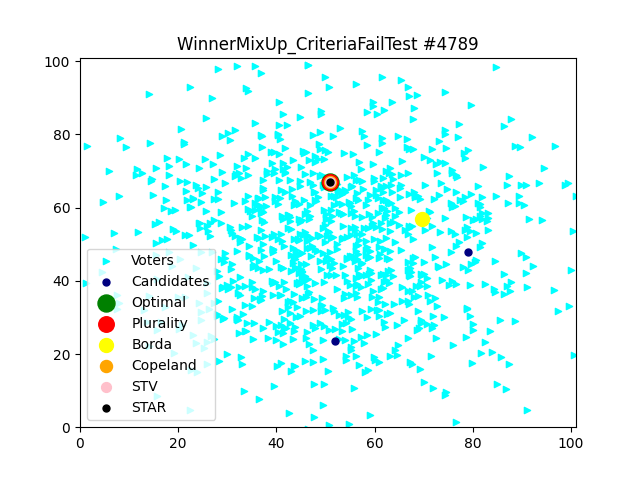 WinnerMixUp_CriteriaFailTest #4789
100
80
60
40
20
0
0 20 40 60 80 100
Voters
Candidates
Optimal
Plurality
Borda
Copeland
STV
STAR